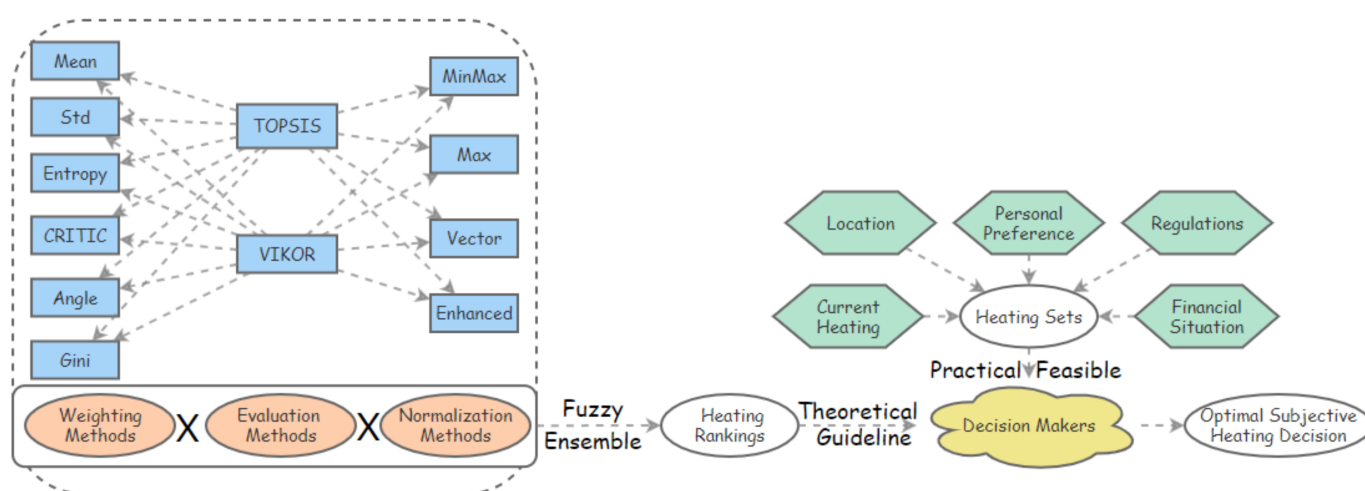 Mean
Std
Entropy
CRITIC
Angle
Gini
TOPSIS
VIKOR
MinMax
Max
Vector
Enhanced
Weighting
Methods
X
Evaluation
Methods
X
Normalization
Methods
Fuzzy
Ensemble
Heating
Rankings
Theoretical
Guideline
Location
Personal
Preference
Regulations
Current
Heating
Heating Sets
Financial
Situation
Practical Feasible
Decision Makers
Optimal Subjective
Heating Decision